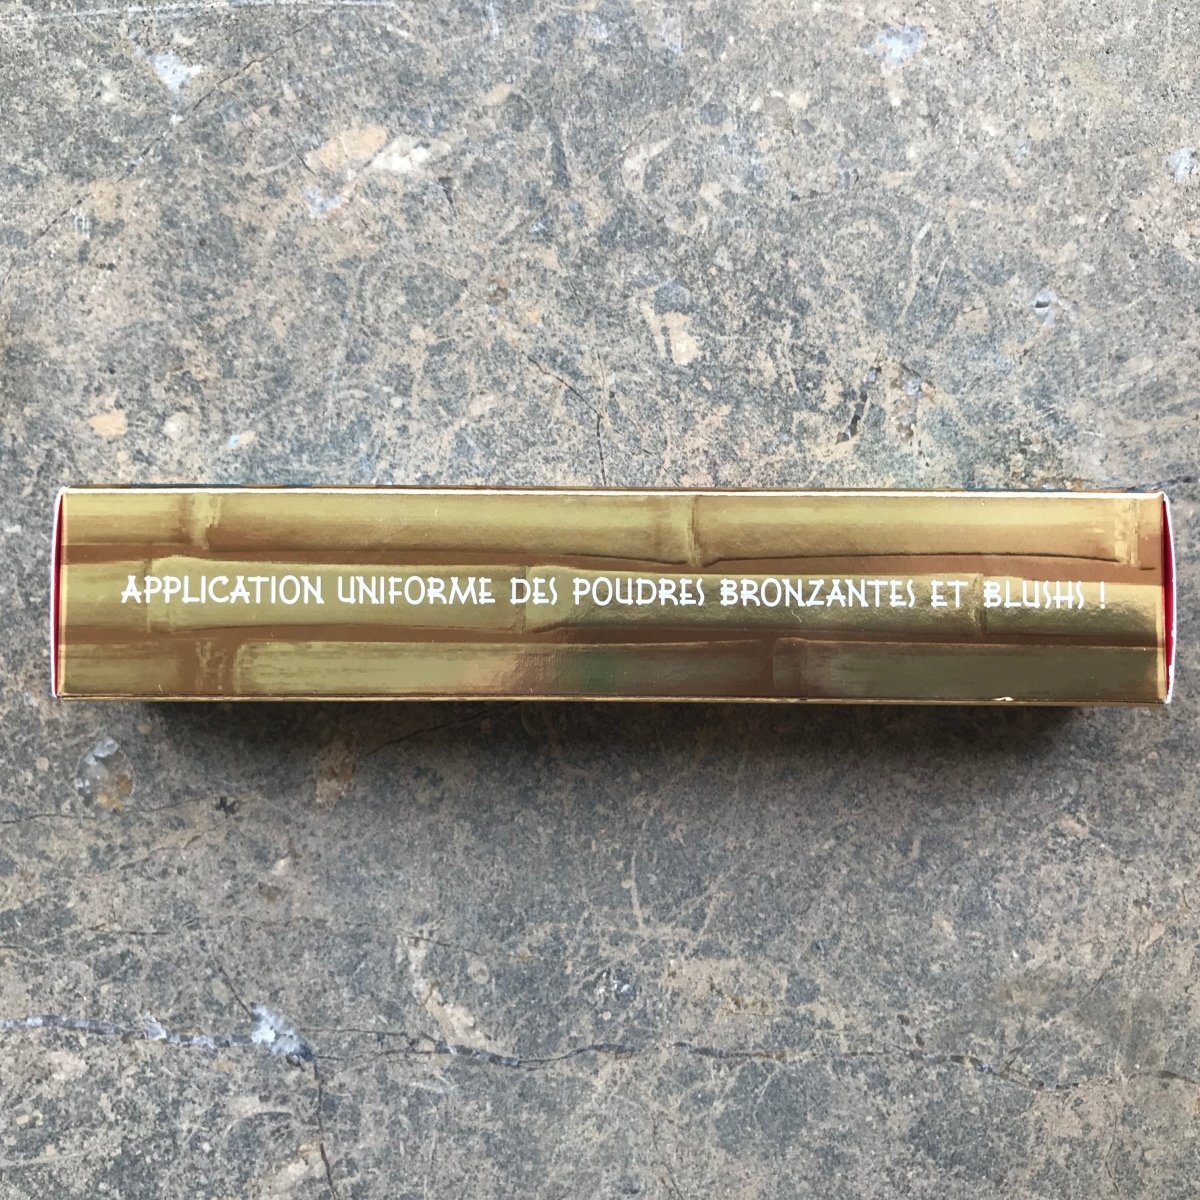 APPLICATION UNIFORME DES POUDRES BRONZANTES ET BLUSHS !